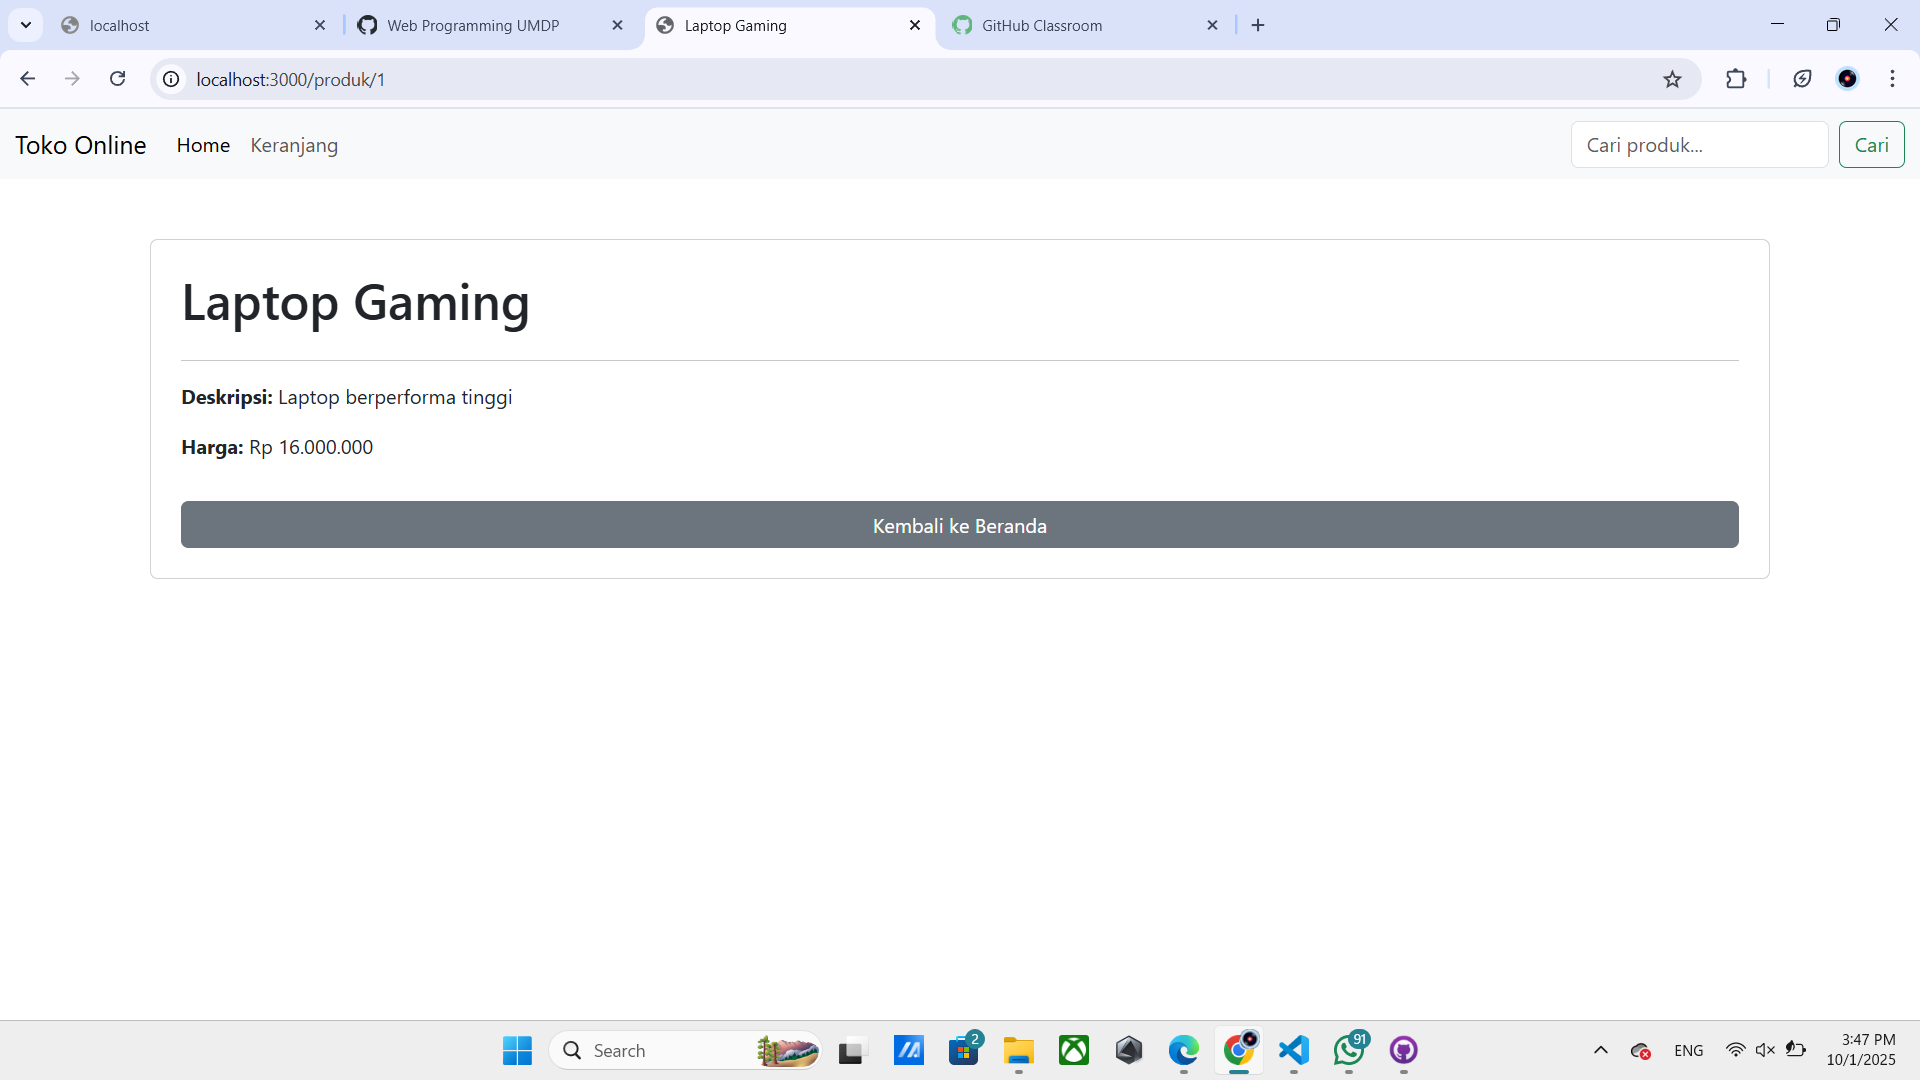 localhost
Web Programming UMDP
Laptop Gaming
GitHub Classroom
localhost:3000/produk/1
Toko Online
Home
Keranjang
Cari produk...
Cari
Laptop Gaming
Deskripsi: Laptop berperforma tinggi
Harga: Rp 16.000.000
Kembali ke Beranda
Search
2
91
ENG
3:47 PM
10/1/2025